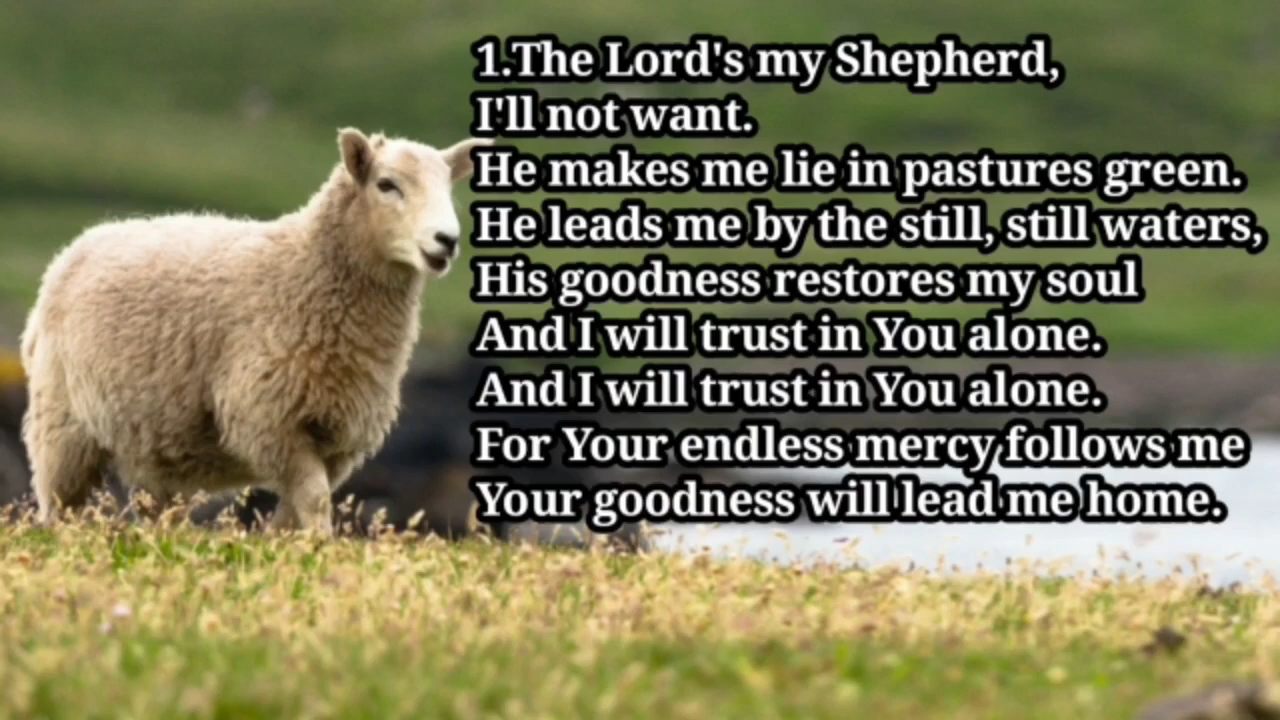 1.The Lord's my Shepherd,
I'll not want.
He makes me lie in pastures green.
He leads me by the still, still waters,
His goodness restores my soul
And I will trust in You alone.
And I will trust in You alone.
For Your endless mercy follows me
Your goodness will lead me home.